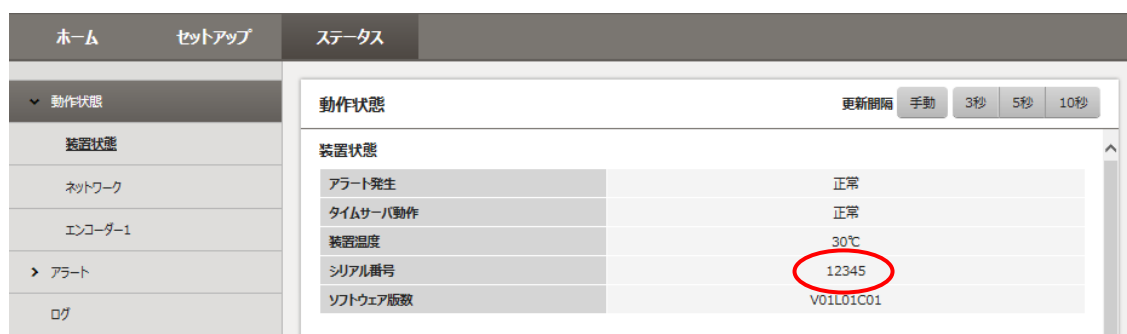 ホーム セットアップ ステータス
動作状態
装置状態
ネットワーク
エンコーダー1
アラート
ログ
動作状態 更新間隔 手動 3秒 5秒 10秒
装置状態
アラート発生 正常
タイムサーバ動作 正常
装置温度 30℃
シリアル番号 12345
ソフトウェア版数 V01L01C01